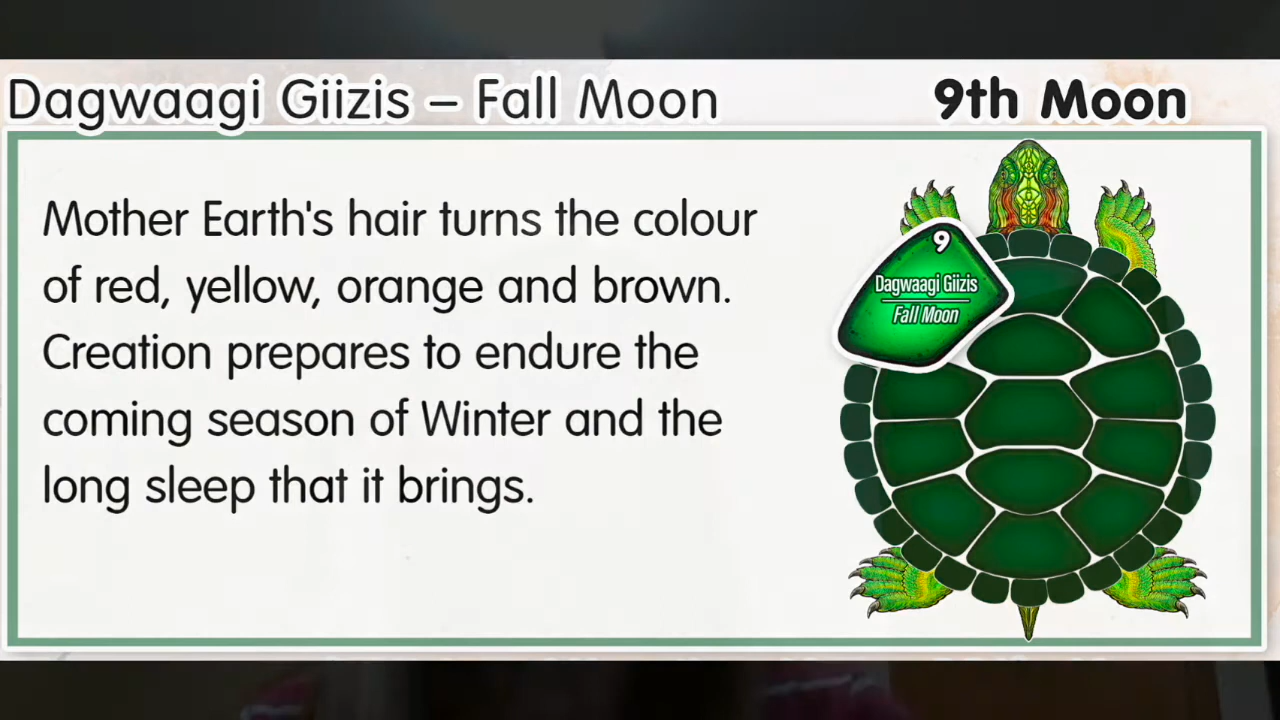 Dagwaagi Giizis – Fall Moon
9th Moon
Mother Earth's hair turns the colour
of red, yellow, orange and brown.
Creation prepares to endure the
coming season of Winter and the
long sleep that it brings.
9
Dagwaagi Giizis
Fall Moon